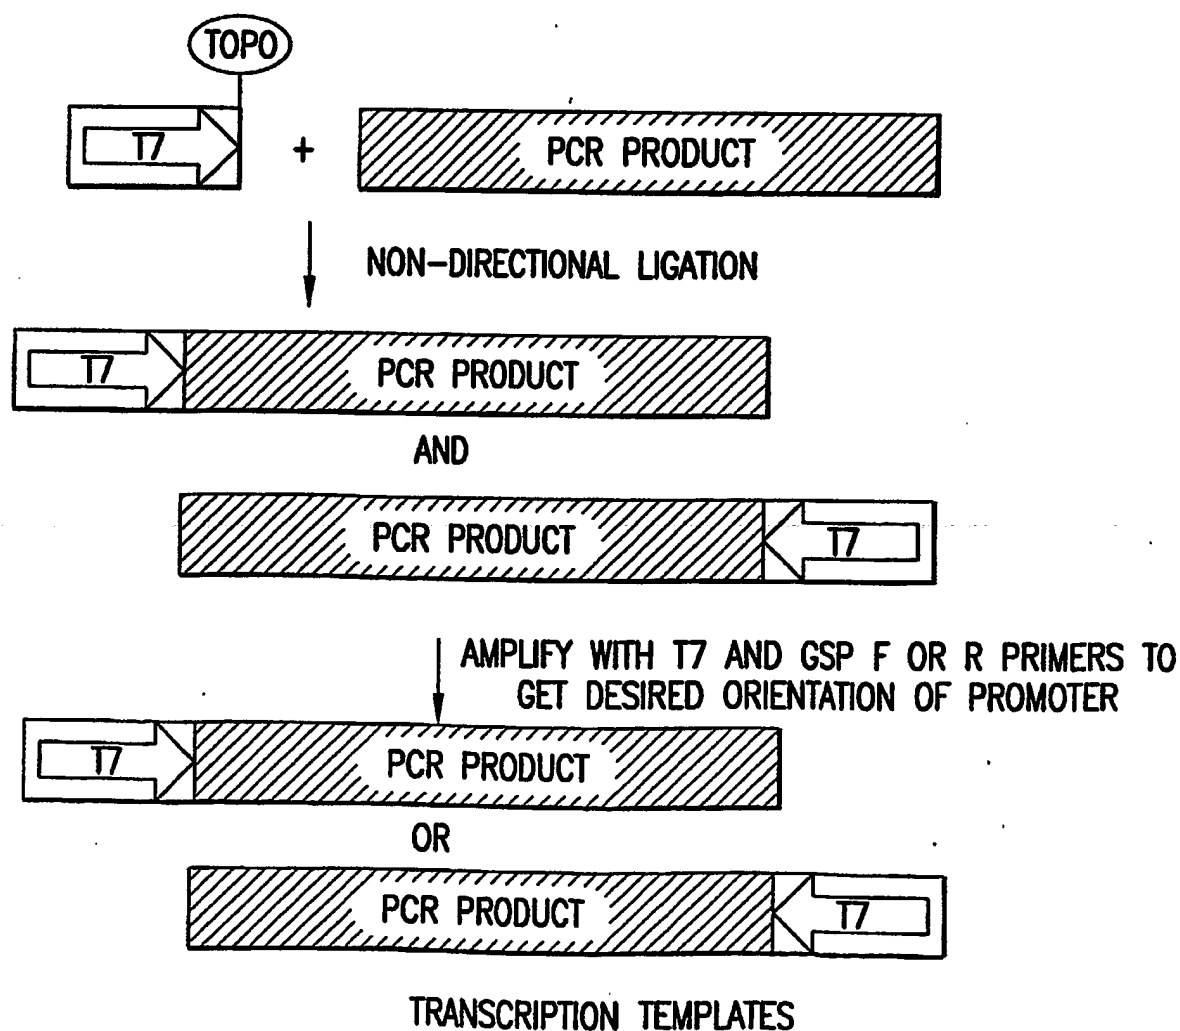 TOPO
T7 + PCR PRODUCT
NON-DIRECTIONAL LIGATION
T7 PCR PRODUCT
AND
PCR PRODUCT T7
AMPLIFY WITH T7 AND GSP F OR R PRIMERS TO
GET DESIRED ORIENTATION OF PROMOTER
T7 PCR PRODUCT
OR
PCR PRODUCT T7
TRANSCRIPTION TEMPLATES